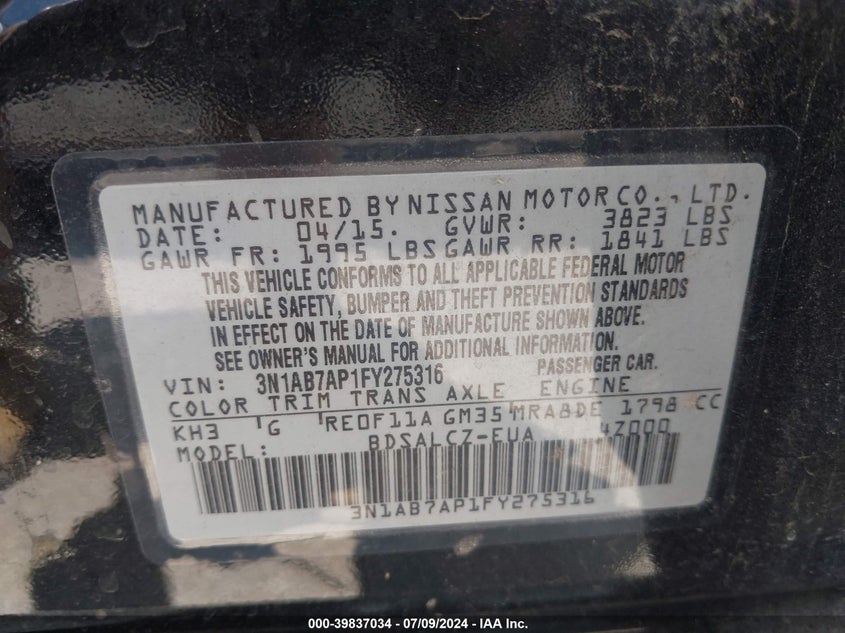 MANUFACTURED BY NISSAN MOTOR CO., LTD.
DATE: 04/15. GVWR: 3823 LBS
GAWR FR: 1995 LBS GAWR RR: 1841 LBS
THIS VEHICLE CONFORMS TO ALL APPLICABLE FEDERAL MOTOR
VEHICLE SAFETY, BUMPER AND THEFT PREVENTION STANDARDS
IN EFFECT ON THE DATE OF MANUFACTURE SHOWN ABOVE.
SEE OWNER'S MANUAL FOR ADDITIONAL INFORMATION.
VIN: 3N1AB7AP1FY275316 PASSENGER CAR.
COLOR TRIM TRANS AXLE ENGINE
KH3 G RE0F11A GM35 MRA8DE 1798 CC
MODEL: BDSALCZ-EUA 4Z000
3N1AB7AP1FY275316
000-39837034 - 07/09/2024 - IAA Inc.